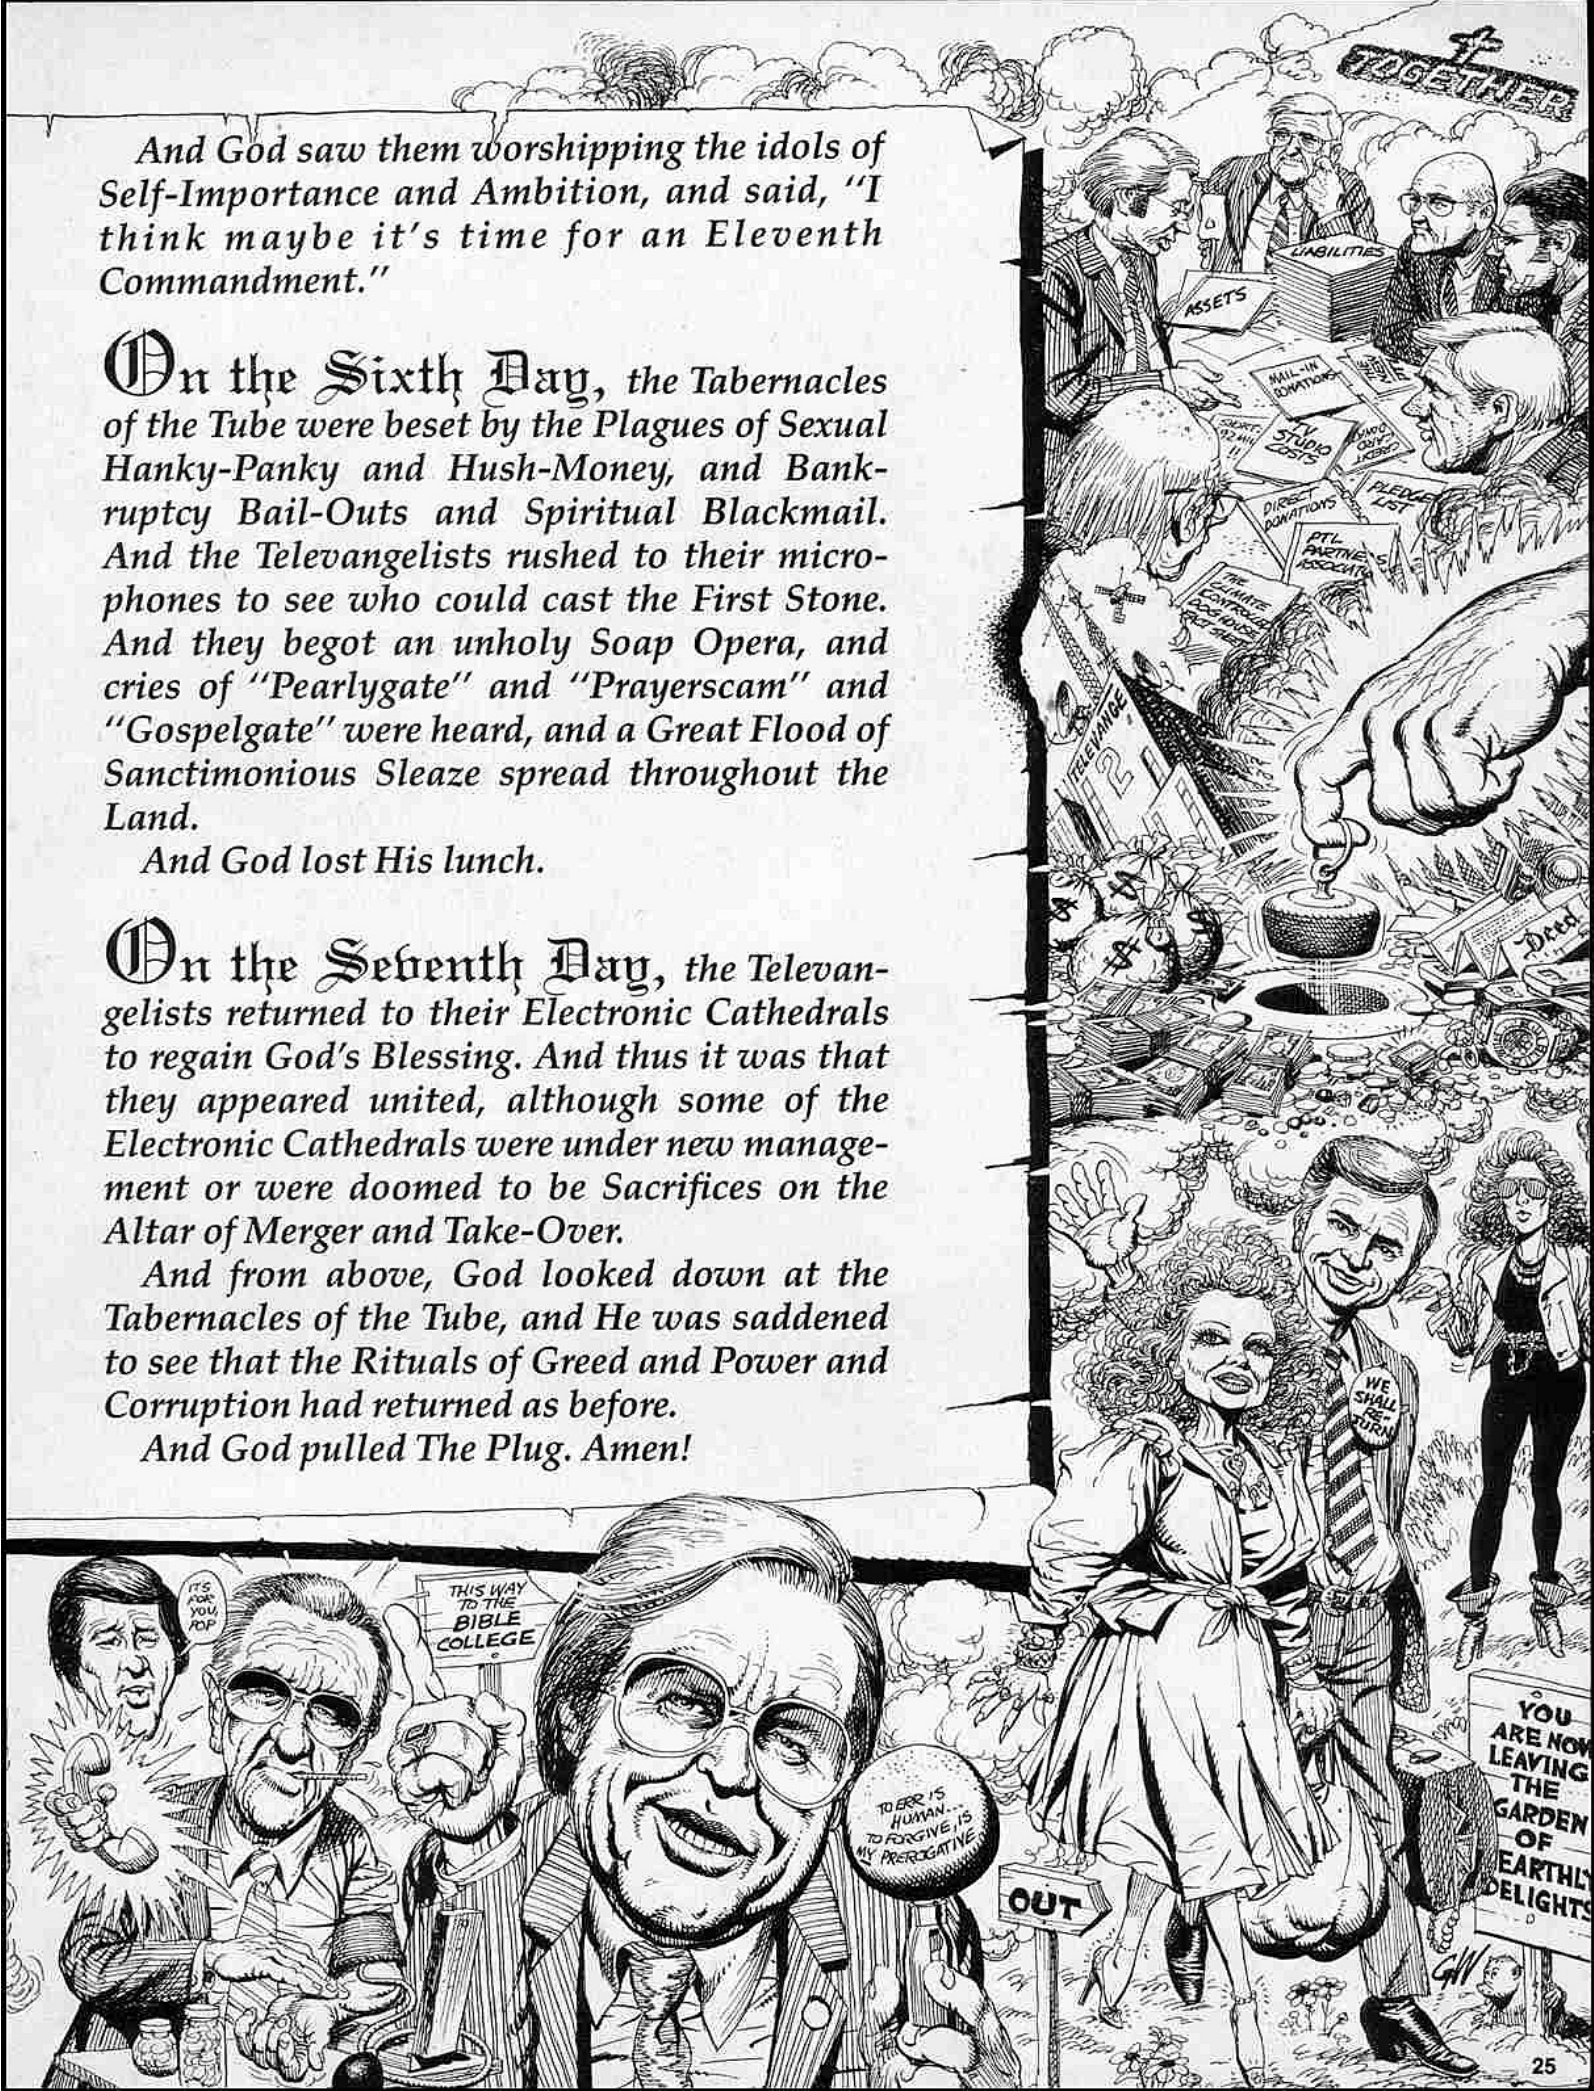 And God saw them worshipping the idols of
Self-Importance and Ambition, and said, "I
think maybe it's time for an Eleventh
Commandment."
On the Sixth Day, the Tabernacles
of the Tube were beset by the Plagues of Sexual
Hanky-Panky and Hush-Money, and Bank-
ruptcy Bail-Outs and Spiritual Blackmail.
And the Televangelists rushed to their micro-
phones to see who could cast the First Stone.
And they begot an unholy Soap Opera, and
cries of "Pearlygate" and "Prayerscam" and
"Gospelgate" were heard, and a Great Flood of
Sanctimonious Sleaze spread throughout the
Land.
And God lost His lunch.
On the Seventh Day, the Televan-
gelists returned to their Electronic Cathedrals
to regain God's Blessing. And thus it was that
they appeared united, although some of the
Electronic Cathedrals were under new manage-
ment or were doomed to be Sacrifices on the
Altar of Merger and Take-Over.
And from above, God looked down at the
Tabernacles of the Tube, and He was saddened
to see that the Rituals of Greed and Power and
Corruption had returned as before.
And God pulled The Plug. Amen!
TOGETHER
LIABILITIES
ASSETS
MAIL-IN
DONATIONS
TV
STUDIO
COSTS
DIRECT
DONATIONS
PLEDGE
LIST
PTL
PARTNERS
ASSOCIAT
THE
CLIMATE
CONTROLLED
DOG HOUSE
FACT SHEET
TELEVANGE
2
$
$
$
$
Deed
WE
SHALL
RE-
TURN
IT'S
FOR
YOU,
POP
THIS WAY
TO THE
BIBLE
COLLEGE
TO ERR IS
HUMAN...
TO FORGIVE, IS
MY PREROGATIVE
OUT
YOU
ARE NOW
LEAVING
THE
GARDEN
OF
EARTHLY
DELIGHTS
GW
25